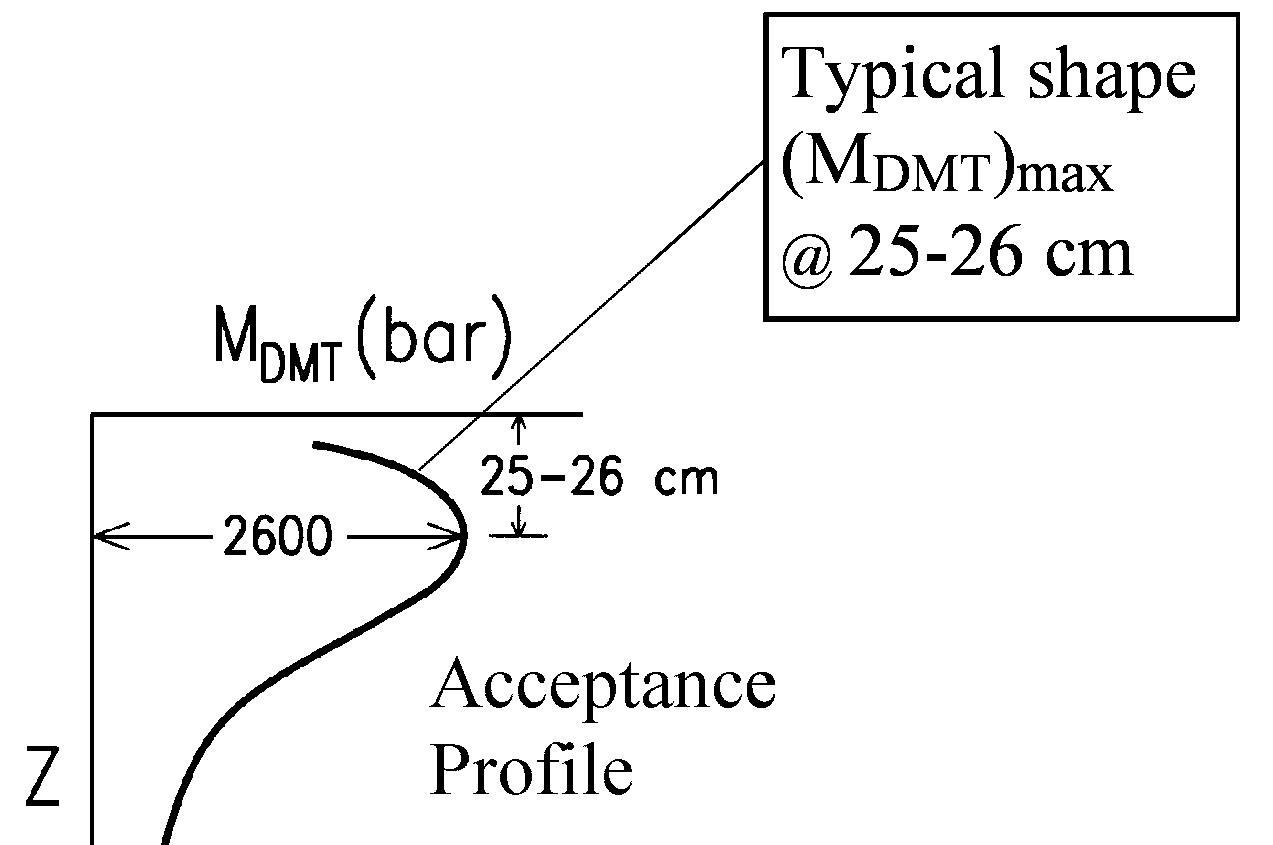 Typical shape
(MDMT)max
@ 25-26 cm
MDMT(bar)
25-26 cm
2600
Acceptance
Profile
Z